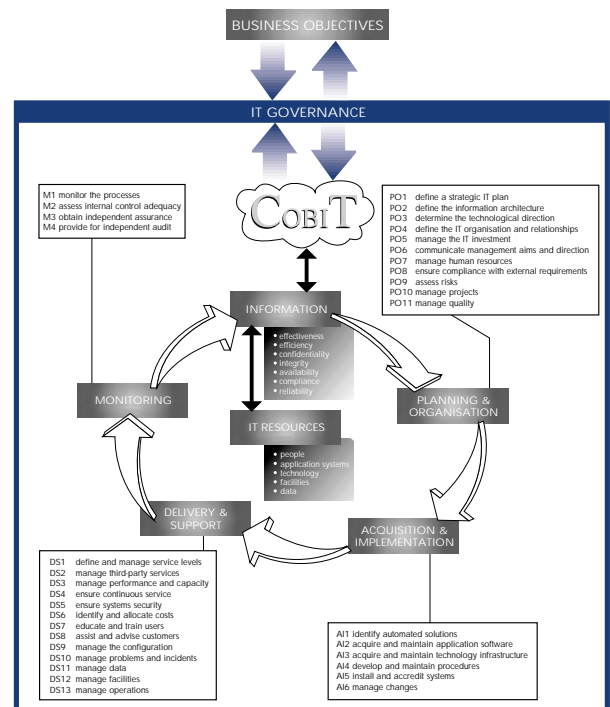 BUSINESS OBJECTIVES
IT GOVERNANCE
M1 monitor the processes
M2 assess internal control adequacy
M3 obtain independent assurance
M4 provide for independent audit
COBIT
PO1 define a strategic IT plan
PO2 define the information architecture
PO3 determine the technological direction
PO4 define the IT organisation and relationships
PO5 manage the IT investment
PO6 communicate management aims and direction
PO7 manage human resources
PO8 ensure compliance with external requirements
PO9 assess risks
PO10 manage projects
PO11 manage quality
INFORMATION
• effectiveness
• efficiency
• confidentiality
• integrity
• availability
• compliance
• reliability
MONITORING
PLANNING &
ORGANISATION
IT RESOURCES
• people
• application systems
• technology
• facilities
• data
DELIVERY &
SUPPORT
ACQUISITION &
IMPLEMENTATION
DS1 define and manage service levels
DS2 manage third-party services
DS3 manage performance and capacity
DS4 ensure continuous service
DS5 ensure systems security
DS6 identify and allocate costs
DS7 educate and train users
DS8 assist and advise customers
DS9 manage the configuration
DS10 manage problems and incidents
DS11 manage data
DS12 manage facilities
DS13 manage operations
AI1 identify automated solutions
AI2 acquire and maintain application software
AI3 acquire and maintain technology infrastructure
AI4 develop and maintain procedures
AI5 install and accredit systems
AI6 manage changes